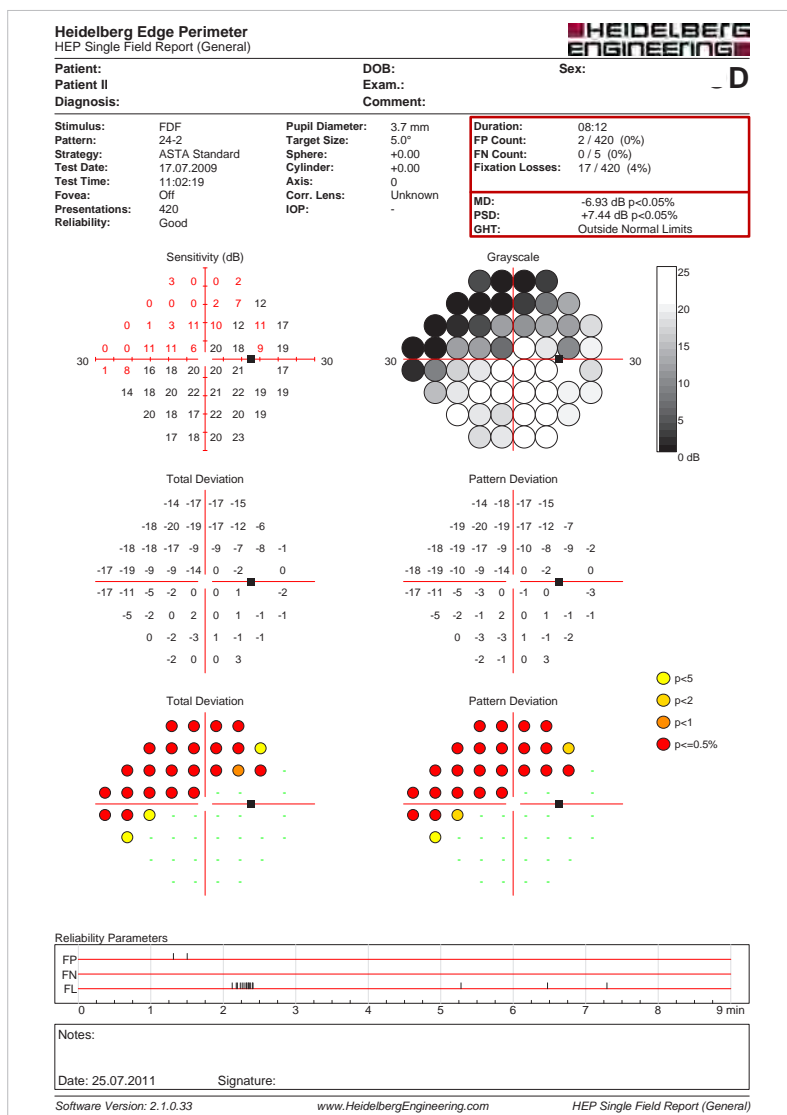 Heidelberg Edge Perimeter
HEP Single Field Report (General)
HEIDELBERG
ENGINEERING
Patient: DOB: Sex:
Patient II Exam.: D
Diagnosis: Comment:
Stimulus: FDF Pupil Diameter: 3.7 mm Duration: 08:12
Pattern: 24-2 Target Size: 5.0° FP Count: 2 / 420 (0%)
Strategy: ASTA Standard Sphere: +0.00 FN Count: 0 / 5 (0%)
Test Date: 17.07.2009 Cylinder: +0.00 Fixation Losses: 17 / 420 (4%)
Test Time: 11:02:19 Axis: 0
Fovea: Off Corr. Lens: Unknown MD: -6.93 dB p<0.05%
Presentations: 420 IOP: - PSD: +7.44 dB p<0.05%
Reliability: Good GHT: Outside Normal Limits
Sensitivity (dB) Grayscale
3 0 0 2
0 0 0 2 7 12
0 1 3 11 10 12 11 17
0 0 11 11 6 20 18 9 19
30 30 30 30
1 8 16 18 20 20 21 17
14 18 20 22 21 22 19 19
20 18 17 22 20 19
17 18 20 23
25
20
15
10
5
0 dB
Total Deviation Pattern Deviation
-14 -17 -17 -15 -14 -18 -17 -15
-18 -20 -19 -17 -12 -6 -19 -20 -19 -17 -12 -7
-18 -18 -17 -9 -9 -7 -8 -1 -18 -19 -17 -9 -10 -8 -9 -2
-17 -19 -9 -9 -14 0 -2 0 -18 -19 -10 -9 -14 0 -2 0
-17 -11 -5 -2 0 0 1 -2 -17 -11 -5 -3 0 -1 0 -3
-5 -2 0 2 0 1 -1 -1 -5 -2 -1 2 0 1 -1 -1
0 -2 -3 1 -1 -1 0 -3 -3 1 -1 -2
-2 0 0 3 -2 -1 0 3
Total Deviation Pattern Deviation
p<5
p<2
p<1
p<=0.5%
Reliability Parameters
FP
FN
FL
0 1 2 3 4 5 6 7 8 9 min
Notes:
Date: 25.07.2011 Signature:
Software Version: 2.1.0.33 www.HeidelbergEngineering.com HEP Single Field Report (General)